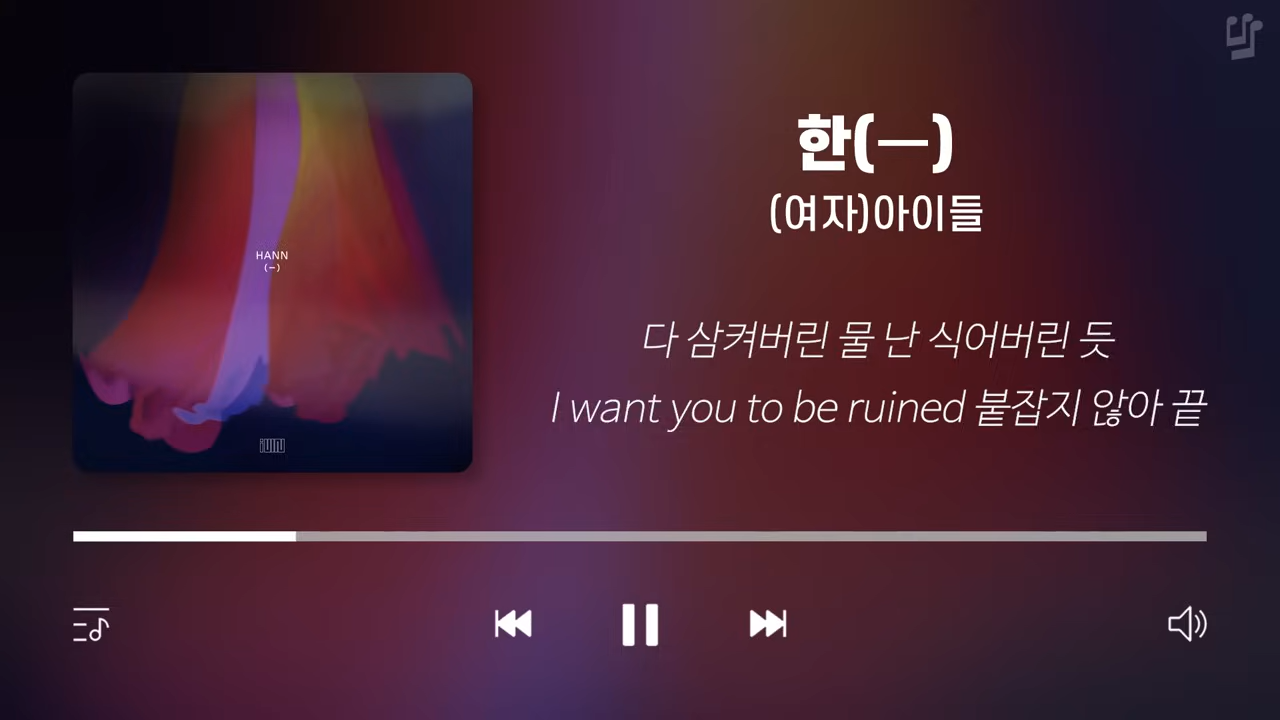 HANN
(一)
한(一)
(여자)아이들
다 삼켜버린 물 난 식어버린 듯
I want you to be ruined 붙잡지 않아 끝